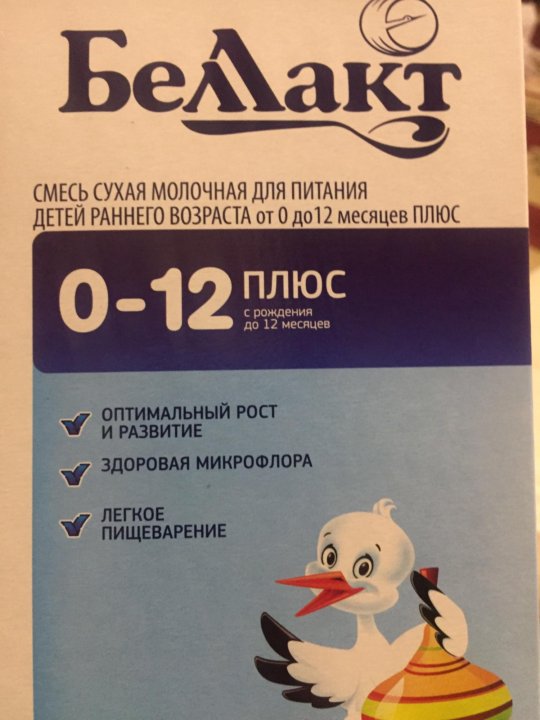 Беллакт
СМЕСЬ СУХАЯ МОЛОЧНАЯ ДЛЯ ПИТАНИЯ
ДЕТЕЙ РАННЕГО ВОЗРАСТА от 0 до12 месяцев ПЛЮС
0-12 ПЛЮС
с рождения
до 12 месяцев
ОПТИМАЛЬНЫЙ РОСТ
И РАЗВИТИЕ
ЗДОРОВАЯ МИКРОФЛОРА
ЛЕГКОЕ
ПИЩЕВАРЕНИЕ